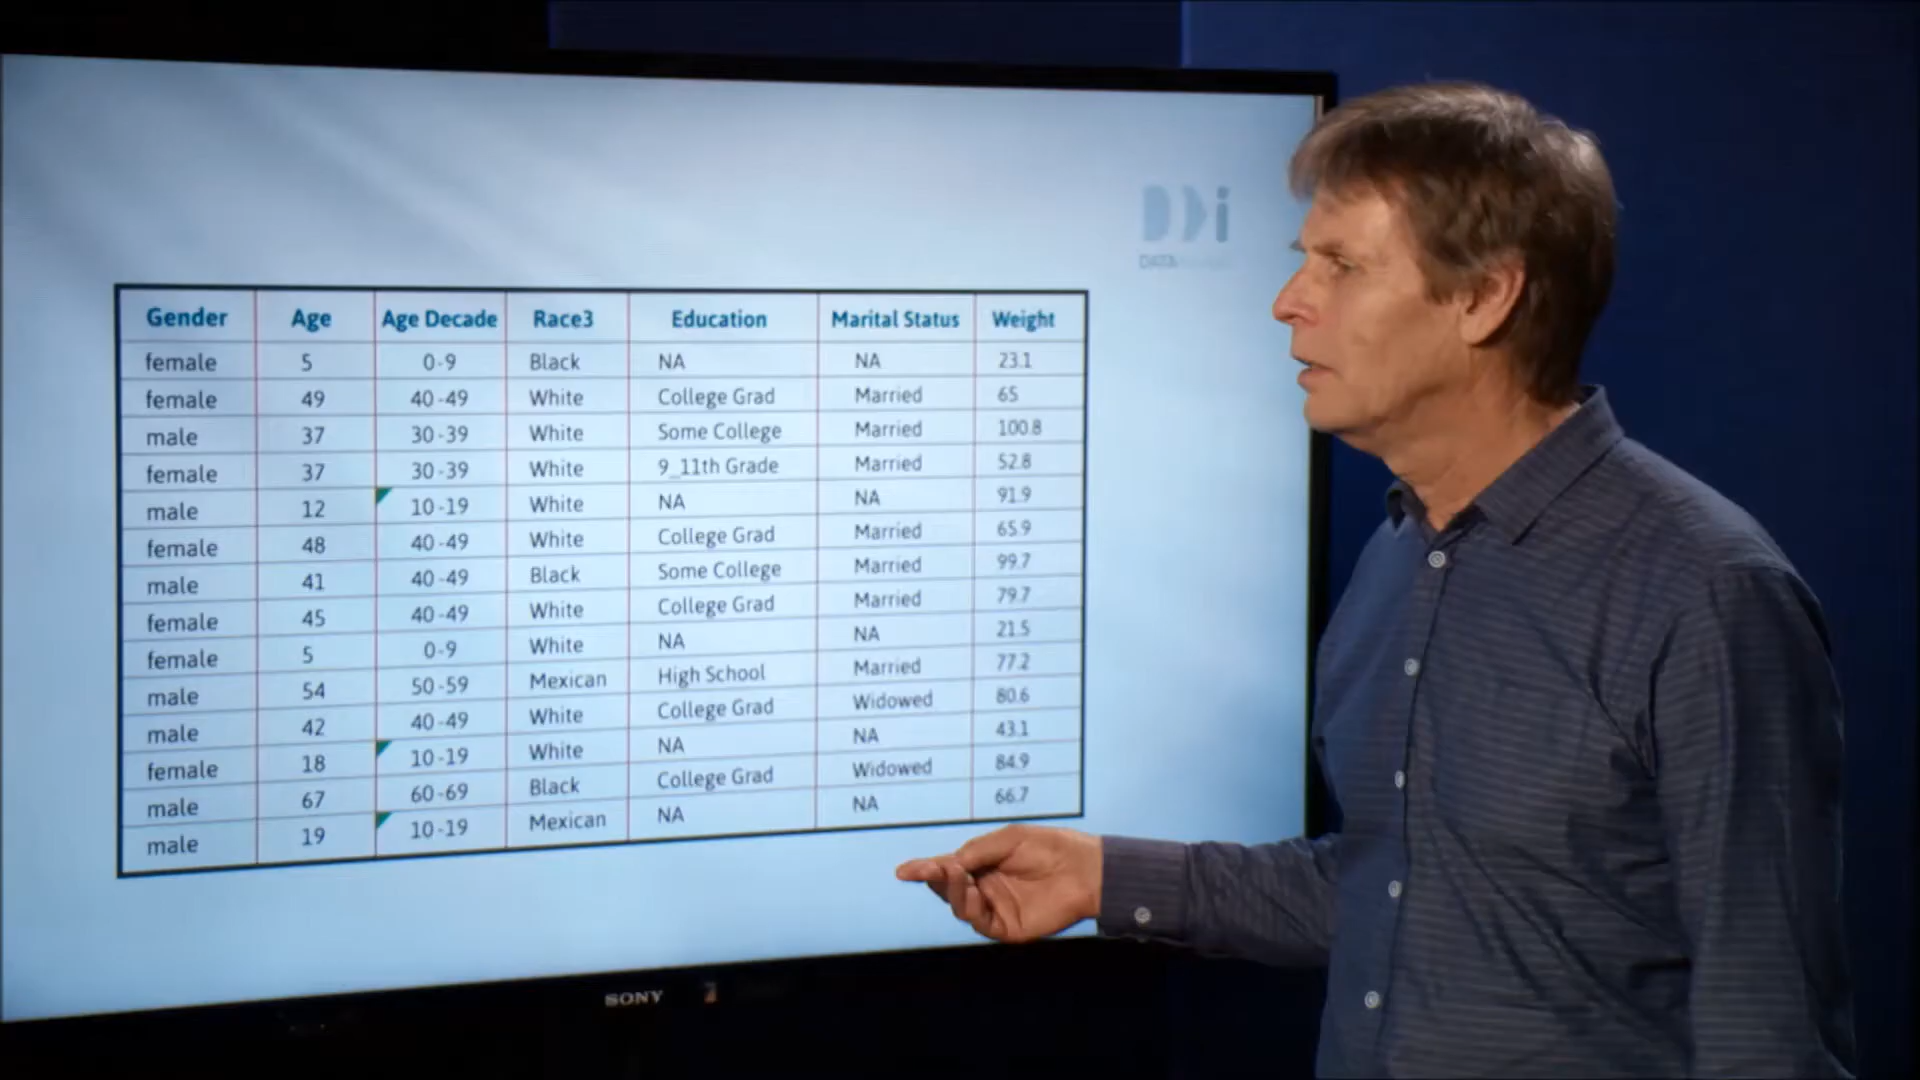 DATA
Gender Age Age Decade Race3 Education Marital Status Weight
female 5 0-9 Black NA NA 23.1
female 49 40-49 White College Grad Married 65
male 37 30-39 White Some College Married 100.8
female 37 30-39 White 9_11th Grade Married 52.8
male 12 10-19 White NA NA 91.9
female 48 40-49 White College Grad Married 65.9
male 41 40-49 Black Some College Married 99.7
female 45 40-49 White College Grad Married 79.7
female 5 0-9 White NA NA 21.5
male 54 50-59 Mexican High School Married 77.2
male 42 40-49 White College Grad Widowed 80.6
female 18 10-19 White NA NA 43.1
male 67 60-69 Black College Grad Widowed 84.9
male 19 10-19 Mexican NA NA 66.7
SONY